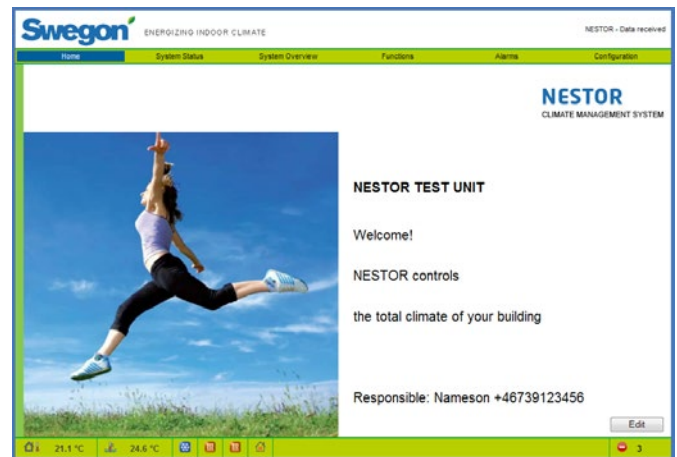 Swegon
ENERGIZING INDOOR CLIMATE
NESTOR - Data received
Home System Status System Overview Functions Alarms Configuration
NESTOR
CLIMATE MANAGEMENT SYSTEM
NESTOR TEST UNIT
Welcome!
NESTOR controls
the total climate of your building
Responsible: Nameson +46739123456
Edit
21.1 °C 24.6 °C 3